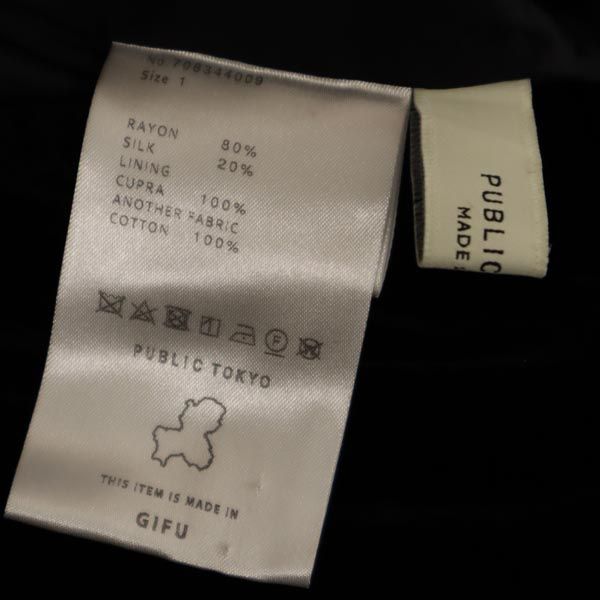 No 708344009
Size 1
RAYON 80%
SILK 20%
LINING
CUPRA 100%
ANOTHER FABRIC
COTTON 100%
PUBLIC TOKYO
THIS ITEM IS MADE IN
GIFU
PUBLIC
MADE